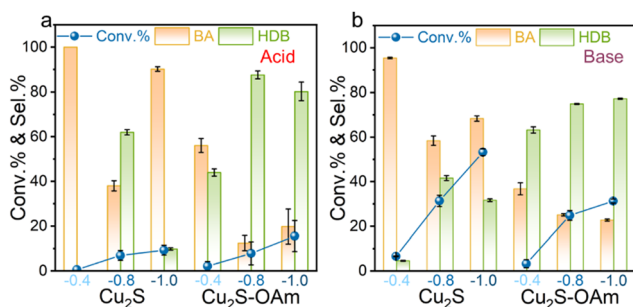 a
Conv.% BA HDB
Acid
Conv.% & Sel.%
100
80
60
40
20
0
-0.4 -0.8 -1.0 -0.4 -0.8 -1.0
Cu₂S Cu₂S-OAm
b
Conv.% BA HDB
Base
Conv.% & Sel.%
100
80
60
40
20
0
-0.4 -0.8 -1.0 -0.4 -0.8 -1.0
Cu₂S Cu₂S-OAm